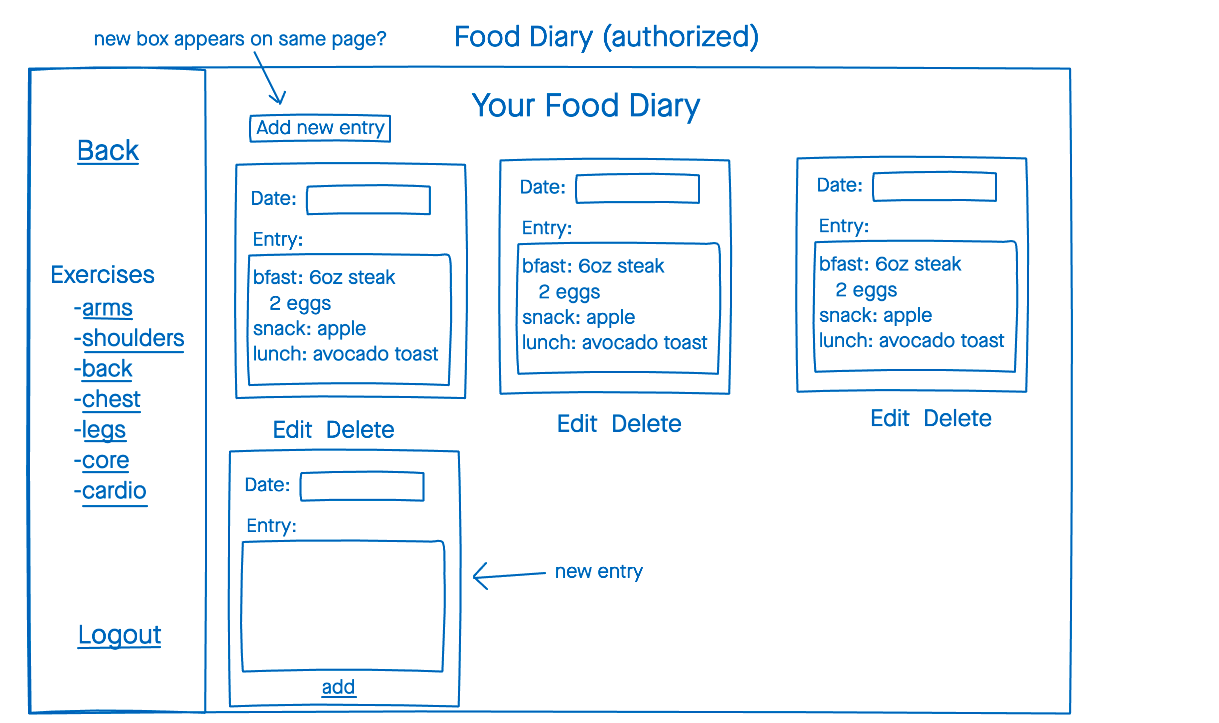 new box appears on same page?
Food Diary (authorized)
Back
Exercises
-arms
-shoulders
-back
-chest
-legs
-core
-cardio
Logout
Your Food Diary
Add new entry
Date:
Entry:
bfast: 6oz steak
2 eggs
snack: apple
lunch: avocado toast
Edit Delete
Date:
Entry:
bfast: 6oz steak
2 eggs
snack: apple
lunch: avocado toast
Edit Delete
Date:
Entry:
bfast: 6oz steak
2 eggs
snack: apple
lunch: avocado toast
Edit Delete
Date:
Entry:
add
new entry